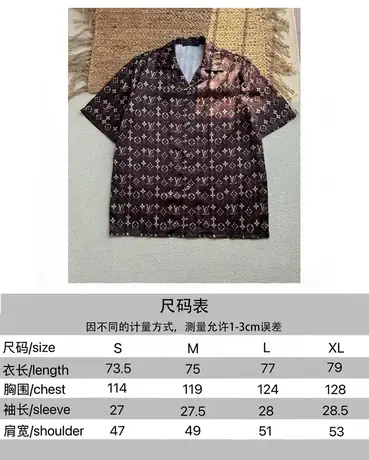 尺码表
因不同的计量方式，测量允许1-3cm误差
尺码/size S M L XL
衣长/length 73.5 75 77 79
胸围/chest 114 119 124 128
袖长/sleeve 27 27.5 28 28.5
肩宽/shoulder 47 49 51 53